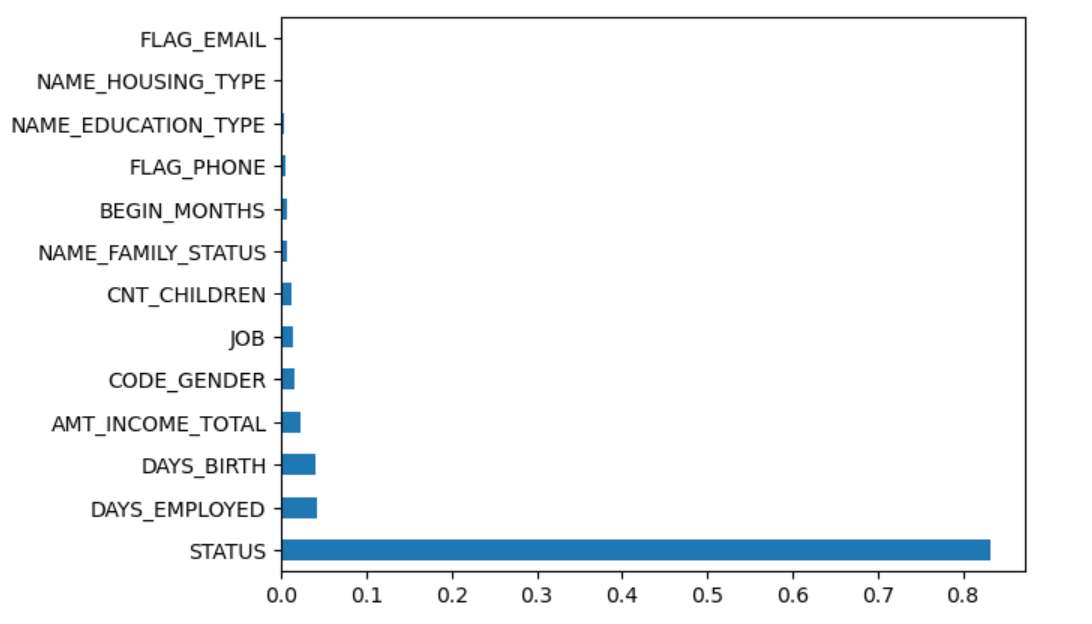 FLAG_EMAIL
NAME_HOUSING_TYPE
NAME_EDUCATION_TYPE
FLAG_PHONE
BEGIN_MONTHS
NAME_FAMILY_STATUS
CNT_CHILDREN
JOB
CODE_GENDER
AMT_INCOME_TOTAL
DAYS_BIRTH
DAYS_EMPLOYED
STATUS
0.0 0.1 0.2 0.3 0.4 0.5 0.6 0.7 0.8